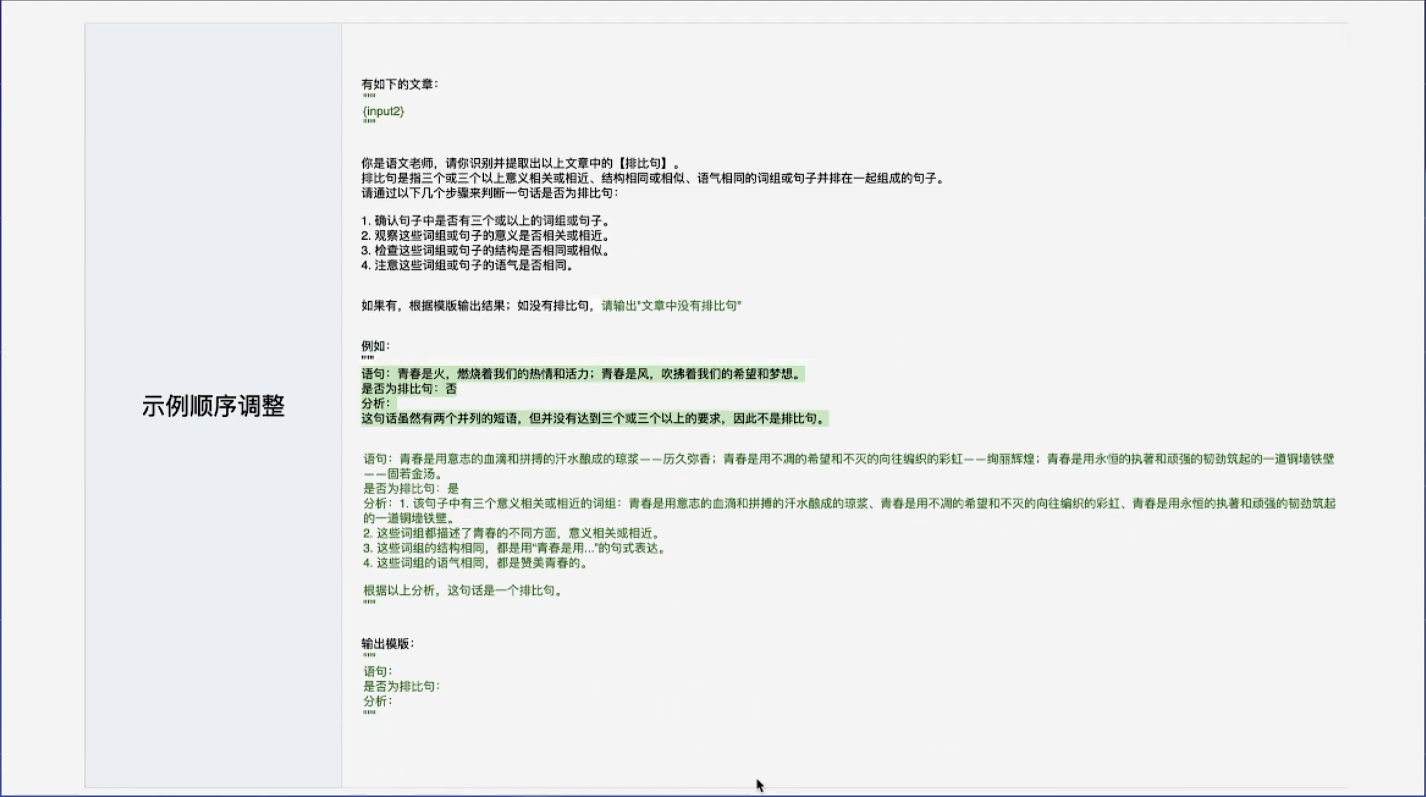 示例顺序调整
有如下的文章：
""""
{input2}
""""
你是语文老师，请你识别并提取出以上文章中的【排比句】。
排比句是指三个或三个以上意义相关或相近、结构相同或相似、语气相同的词组或句子并排在一起组成的句子。
请通过以下几个步骤来判断一句话是否为排比句：
1. 确认句子中是否有三个或以上的词组或句子。
2. 观察这些词组或句子的意义是否相关或相近。
3. 检查这些词组或句子的结构是否相同或相似。
4. 注意这些词组或句子的语气是否相同。
如果有，根据模版输出结果；如没有排比句，请输出"文章中没有排比句"
例如：
""""
语句：青春是火，燃烧着我们的热情和活力；青春是风，吹拂着我们的希望和梦想。
是否为排比句：否
分析：
这句话虽然有两个并列的短语，但并没有达到三个或三个以上的要求，因此不是排比句。
语句：青春是用意志的血滴和拼搏的汗水酿成的琼浆——历久弥香；青春是用不凋的希望和不灭的向往编织的彩虹——绚丽辉煌；青春是用永恒的执著和顽强的韧劲筑起的一道铜墙铁壁
——固若金汤。
是否为排比句：是
分析：1. 该句子中有三个意义相关或相近的词组：青春是用意志的血滴和拼搏的汗水酿成的琼浆、青春是用不凋的希望和不灭的向往编织的彩虹、青春是用永恒的执著和顽强的韧劲筑起
的一道铜墙铁壁。
2. 这些词组都描述了青春的不同方面，意义相关或相近。
3. 这些词组的结构相同，都是用“青春是用...”的句式表达。
4. 这些词组的语气相同，都是赞美青春的。
根据以上分析，这句话是一个排比句。
""""
输出模版：
""""
语句：
是否为排比句：
分析：
""""